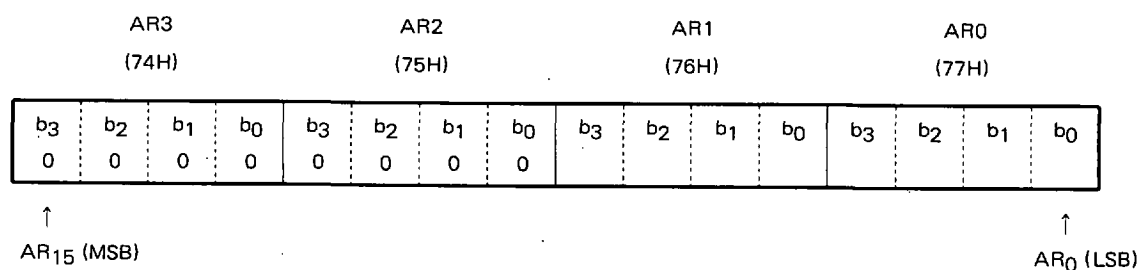 AR3 AR2 AR1 AR0
(74H) (75H) (76H) (77H)
b3 b2 b1 b0 b3 b2 b1 b0 b3 b2 b1 b0 b3 b2 b1 b0
0 0 0 0 0 0 0 0
↑ ↑
AR15 (MSB) AR0 (LSB)